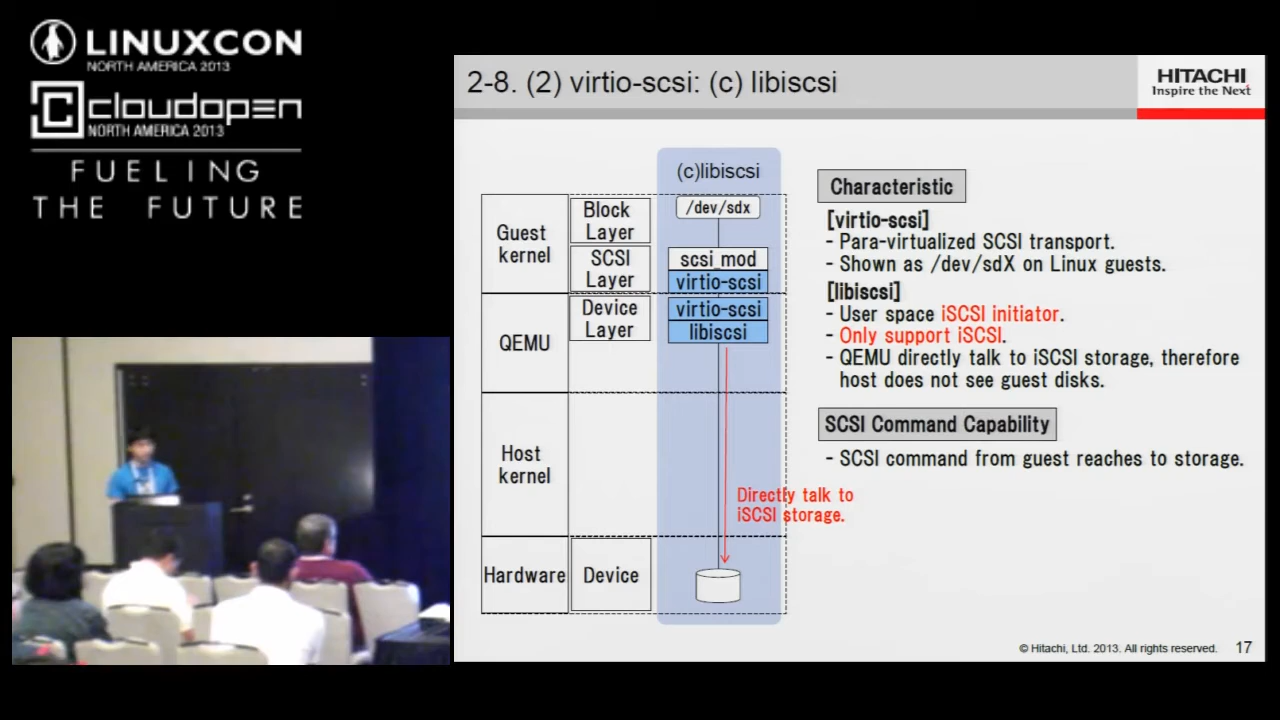 LINUXCON
NORTH AMERICA 2013
cloudopen
NORTH AMERICA 2013
FUELING
THE FUTURE
2-8. (2) virtio-scsi: (c) libiscsi
HITACHI
Inspire the Next
(c)libiscsi
Guest
kernel
Block
Layer
/dev/sdx
SCSI
Layer
scsi_mod
virtio-scsi
QEMU
Device
Layer
virtio-scsi
libiscsi
Host
kernel
Directly talk to
iSCSI storage.
Hardware
Device
Characteristic
[virtio-scsi]
- Para-virtualized SCSI transport.
- Shown as /dev/sdX on Linux guests.
[libiscsi]
- User space iSCSI initiator.
- Only support iSCSI.
- QEMU directly talk to iSCSI storage, therefore
host does not see guest disks.
SCSI Command Capability
- SCSI command from guest reaches to storage.
© Hitachi, Ltd. 2013. All rights reserved.
17